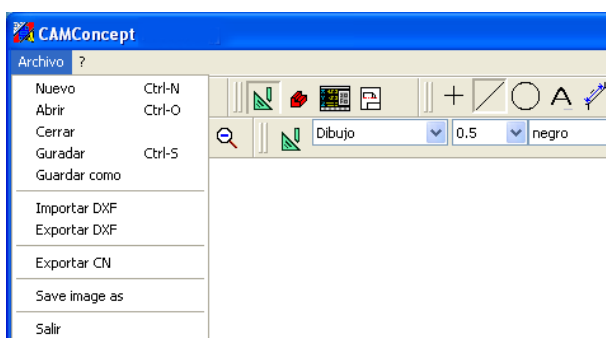 CAMConcept
Archivo ?
Nuevo Ctrl-N
Abrir Ctrl-O
Cerrar
Guradar Ctrl-S
Guardar como
Importar DXF
Exportar DXF
Exportar CN
Save image as
Salir
A
Dibujo 0.5 negro